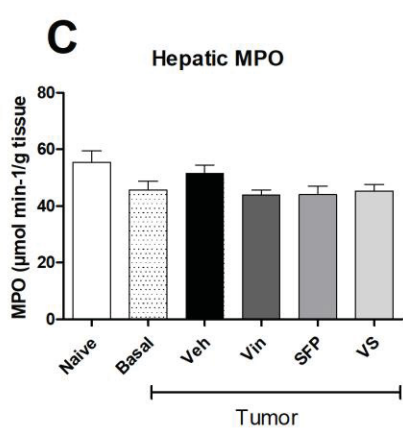 C
Hepatic MPO
MPO (µmol min-1/g tissue
80
60
40
20
0
Naive
Basal
Veh
Vin
SFP
VS
Tumor